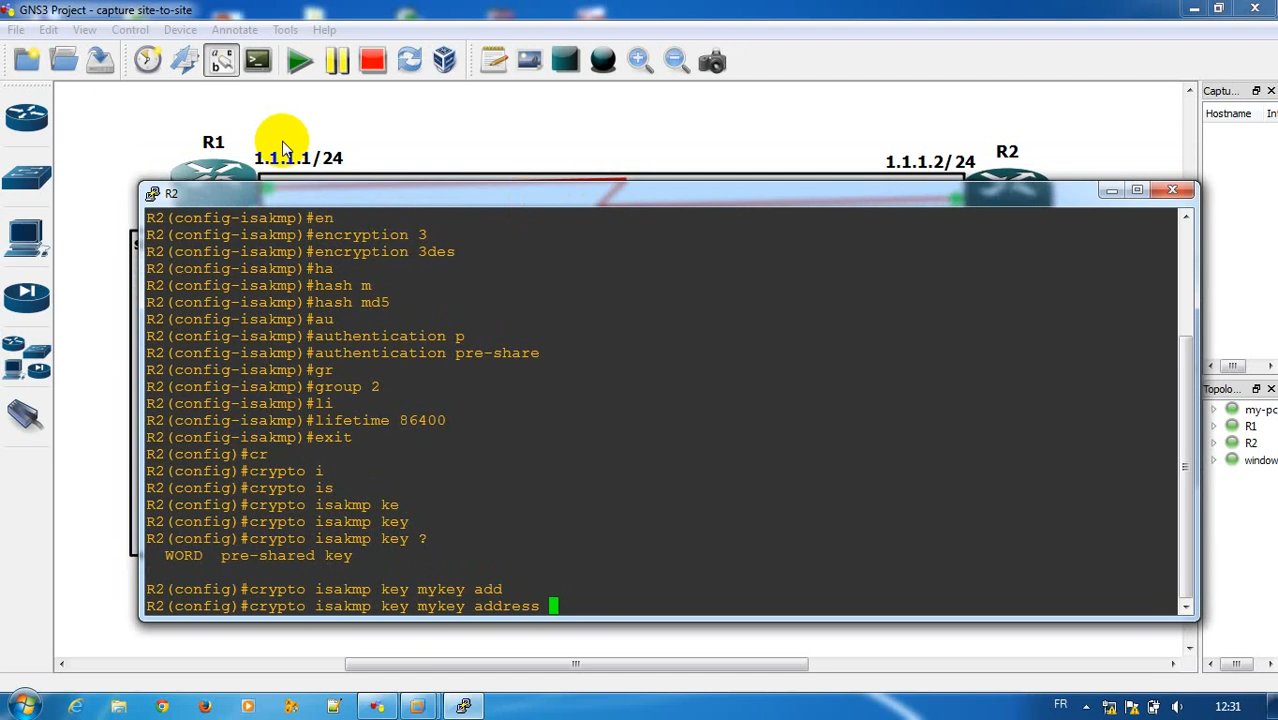 GNS3 Project - capture site-to-site
File Edit View Control Device Annotate Tools Help
Captu...
Hostname Int
R1
1.1.1.1/24
1.1.1.2/24
R2
R2
R2(config-isakmp)#en
R2(config-isakmp)#encryption 3
R2(config-isakmp)#encryption 3des
R2(config-isakmp)#ha
R2(config-isakmp)#hash m
R2(config-isakmp)#hash md5
R2(config-isakmp)#au
R2(config-isakmp)#authentication p
R2(config-isakmp)#authentication pre-share
R2(config-isakmp)#gr
R2(config-isakmp)#group 2
R2(config-isakmp)#li
R2(config-isakmp)#lifetime 86400
R2(config-isakmp)#exit
R2(config)#cr
R2(config)#crypto i
R2(config)#crypto is
R2(config)#crypto isakmp ke
R2(config)#crypto isakmp key
R2(config)#crypto isakmp key ?
WORD pre-shared key
R2(config)#crypto isakmp key mykey add
R2(config)#crypto isakmp key mykey address
Topolo...
my-pc
R1
R2
window
FR
12:31